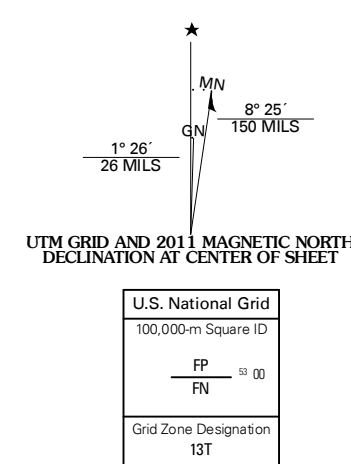 ★
MN
8° 25´
150 MILS
GN
1° 26´
26 MILS
UTM GRID AND 2011 MAGNETIC NORTH
DECLINATION AT CENTER OF SHEET
U.S. National Grid
100,000-m Square ID
FP
53 00
FN
Grid Zone Designation
13T